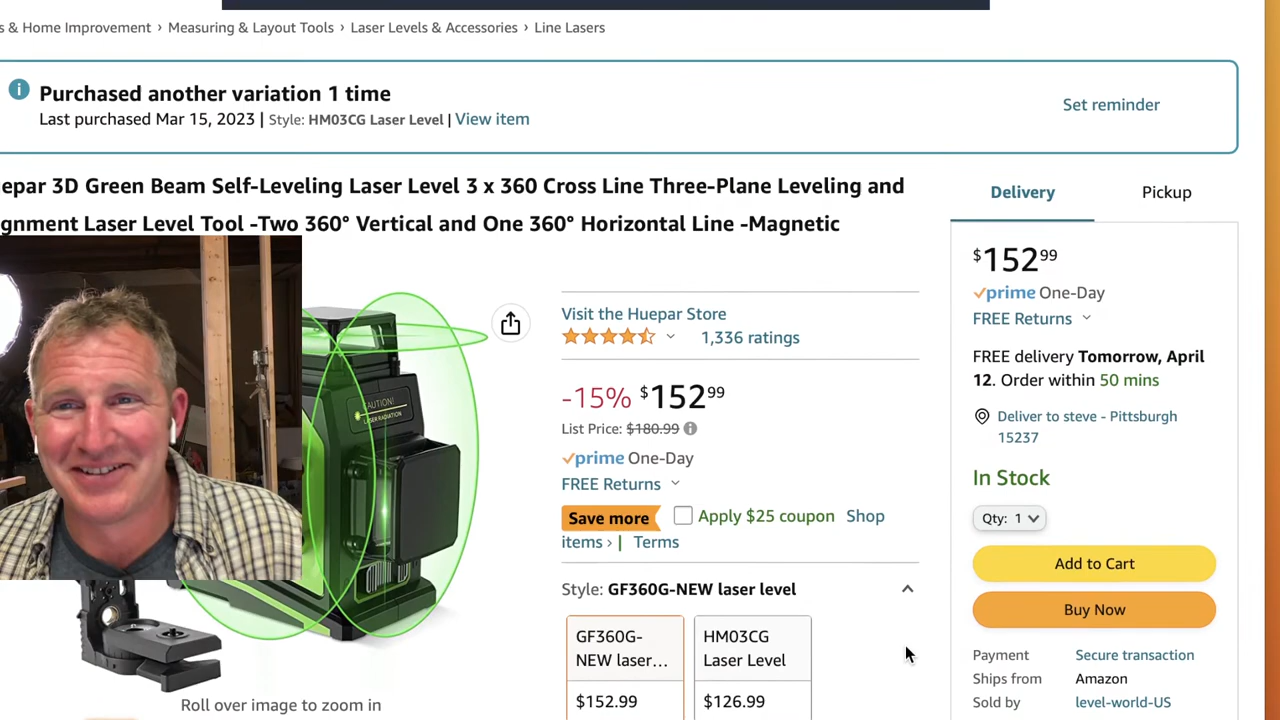 s & Home Improvement › Measuring & Layout Tools › Laser Levels & Accessories › Line Lasers
Purchased another variation 1 time
Last purchased Mar 15, 2023 | Style: HM03CG Laser Level | View item
Set reminder
epar 3D Green Beam Self-Leveling Laser Level 3 x 360 Cross Line Three-Plane Leveling and
gnment Laser Level Tool -Two 360° Vertical and One 360° Horizontal Line -Magnetic
CAUTION!
LASER RADIATION
Roll over image to zoom in
Visit the Huepar Store
1,336 ratings
-15% $15299
List Price: $180.99
prime One-Day
FREE Returns
Save more Apply $25 coupon Shop
items › | Terms
Style: GF360G-NEW laser level
GF360G-
NEW laser...
$152.99
HM03CG
Laser Level
$126.99
Delivery
Pickup
$15299
prime One-Day
FREE Returns
FREE delivery Tomorrow, April
12. Order within 50 mins
Deliver to steve - Pittsburgh
15237
In Stock
Qty: 1
Add to Cart
Buy Now
Payment Secure transaction
Ships from Amazon
Sold by level-world-US